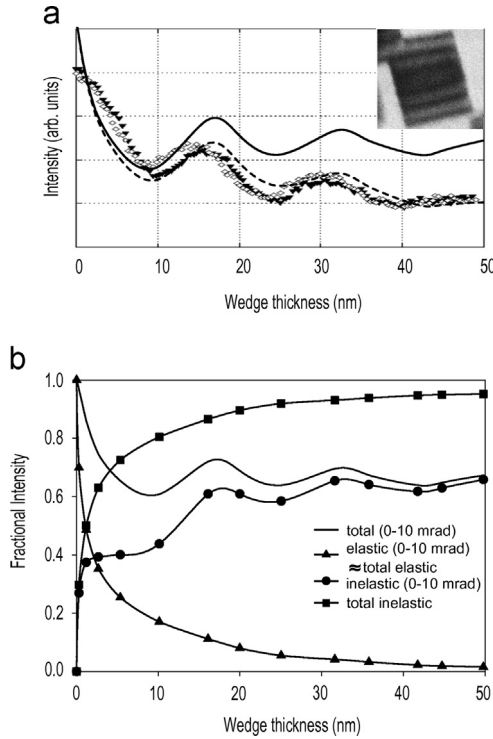 a
Intensity (arb. units)
0 10 20 30 40 50
Wedge thickness (nm)
b
1.0
0.8
0.6
0.4
0.2
0.0
Fractional Intensity
total (0-10 mrad)
elastic (0-10 mrad)
≈total elastic
inelastic (0-10 mrad)
total inelastic
0 10 20 30 40 50
Wedge thickness (nm)